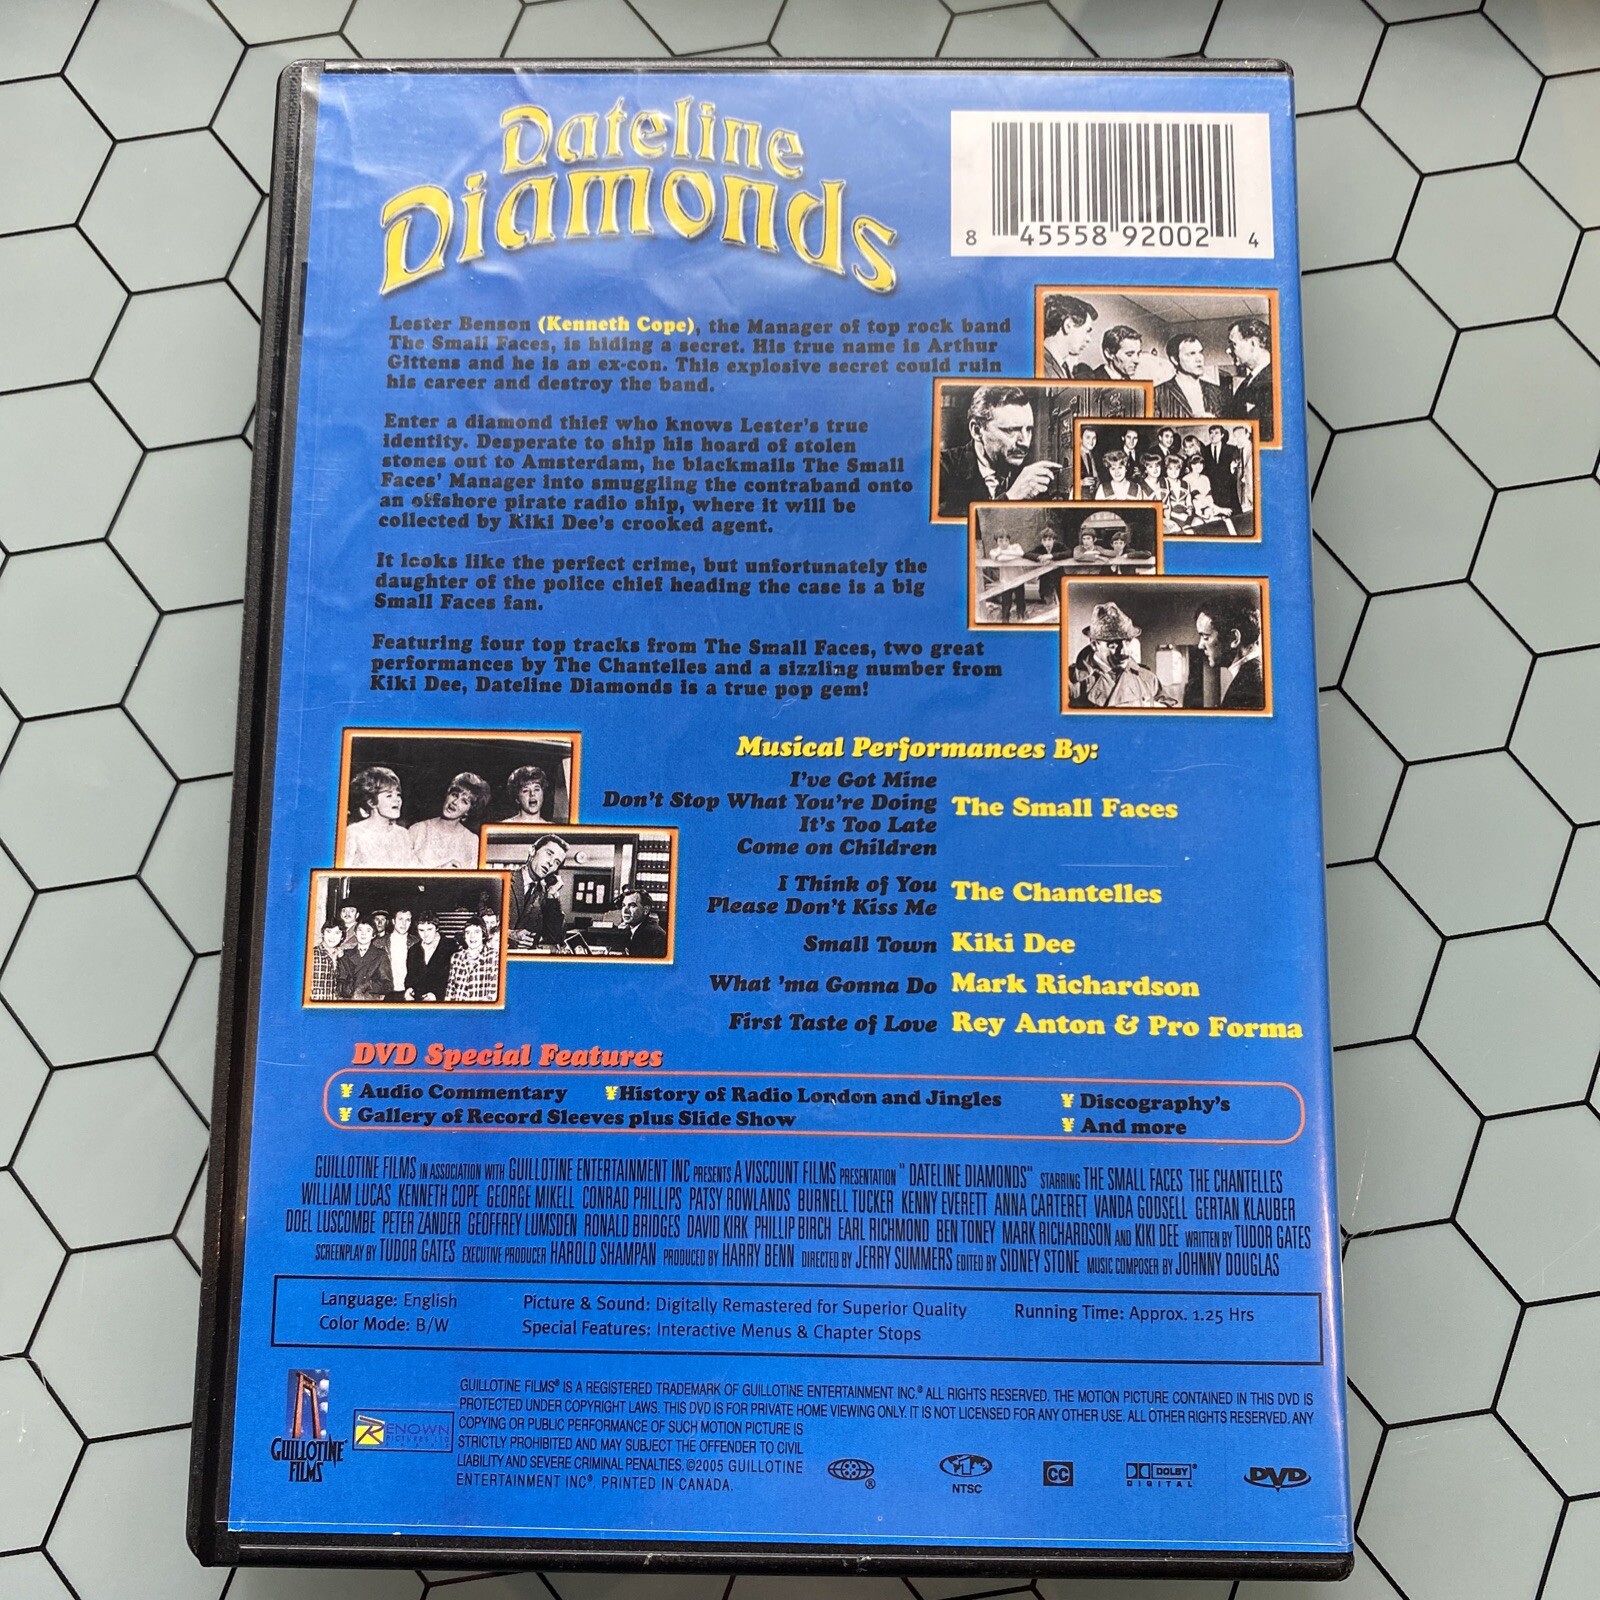 Dateline
Diamonds
8 45558 92002 4
Lester Benson (Kenneth Cope), the Manager of top rock band
The Small Faces, is hiding a secret. His true name is Arthur
Gittens and he is an ex-con. This explosive secret could ruin
his career and destroy the band.
Enter a diamond thief who knows Lester's true
identity. Desperate to ship his hoard of stolen
stones out to Amsterdam, he blackmails The Small
Faces' Manager into smuggling the contraband onto
an offshore pirate radio ship, where it will be
collected by Kiki Dee's crooked agent.
It looks like the perfect crime, but unfortunately the
daughter of the police chief heading the case is a big
Small Faces fan.
Featuring four top tracks from The Small Faces, two great
performances by The Chantelles and a sizzling number from
Kiki Dee, Dateline Diamonds is a true pop gem!
Musical Performances By:
I've Got Mine
Don't Stop What You're Doing
It's Too Late
Come on Children
The Small Faces
I Think of You
Please Don't Kiss Me
The Chantelles
Small Town Kiki Dee
What 'ma Gonna Do Mark Richardson
First Taste of Love Rey Anton & Pro Forma
DVD Special Features
¥ Audio Commentary ¥ History of Radio London and Jingles ¥ Discography's
¥ Gallery of Record Sleeves plus Slide Show ¥ And more
GUILLOTINE FILMS IN ASSOCIATION WITH GUILLOTINE ENTERTAINMENT INC PRESENTS A VISCOUNT FILMS PRESENTATION " DATELINE DIAMONDS" STARRING THE SMALL FACES THE CHANTELLES
WILLIAM LUCAS KENNETH COPE GEORGE MIKELL CONRAD PHILLIPS PATSY ROWLANDS BURNELL TUCKER KENNY EVERETT ANNA CARTERET VANDA GODSELL GERTAN KLAUBER
DOEL LUSCOMBE PETER ZANDER GEOFFREY LUMSDEN RONALD BRIDGES DAVID KIRK PHILLIP BIRCH EARL RICHMOND BEN TONEY MARK RICHARDSON AND KIKI DEE WRITTEN BY TUDOR GATES
SCREENPLAY BY TUDOR GATES EXECUTIVE PRODUCER HAROLD SHAMPAN PRODUCED BY HARRY BENN DIRECTED BY JERRY SUMMERS EDITED BY SIDNEY STONE MUSIC COMPOSER BY JOHNNY DOUGLAS
Language: English Picture & Sound: Digitally Remastered for Superior Quality Running Time: Approx. 1.25 Hrs
Color Mode: B/W Special Features: Interactive Menus & Chapter Stops
GUILLOTINE
FILMS
RENOWN
PICTURES LTD
GUILLOTINE FILMS® IS A REGISTERED TRADEMARK OF GUILLOTINE ENTERTAINMENT INC.® ALL RIGHTS RESERVED. THE MOTION PICTURE CONTAINED IN THIS DVD IS
PROTECTED UNDER COPYRIGHT LAWS. THIS DVD IS FOR PRIVATE HOME VIEWING ONLY. IT IS NOT LICENSED FOR ANY OTHER USE. ALL OTHER RIGHTS RESERVED. ANY
COPYING OR PUBLIC PERFORMANCE OF SUCH MOTION PICTURE IS
STRICTLY PROHIBITED AND MAY SUBJECT THE OFFENDER TO CIVIL
LIABILITY AND SEVERE CRIMINAL PENALTIES. ©2005 GUILLOTINE
ENTERTAINMENT INC®. PRINTED IN CANADA.
®
NTSC
CC
DOLBY®
DIGITAL
DVD